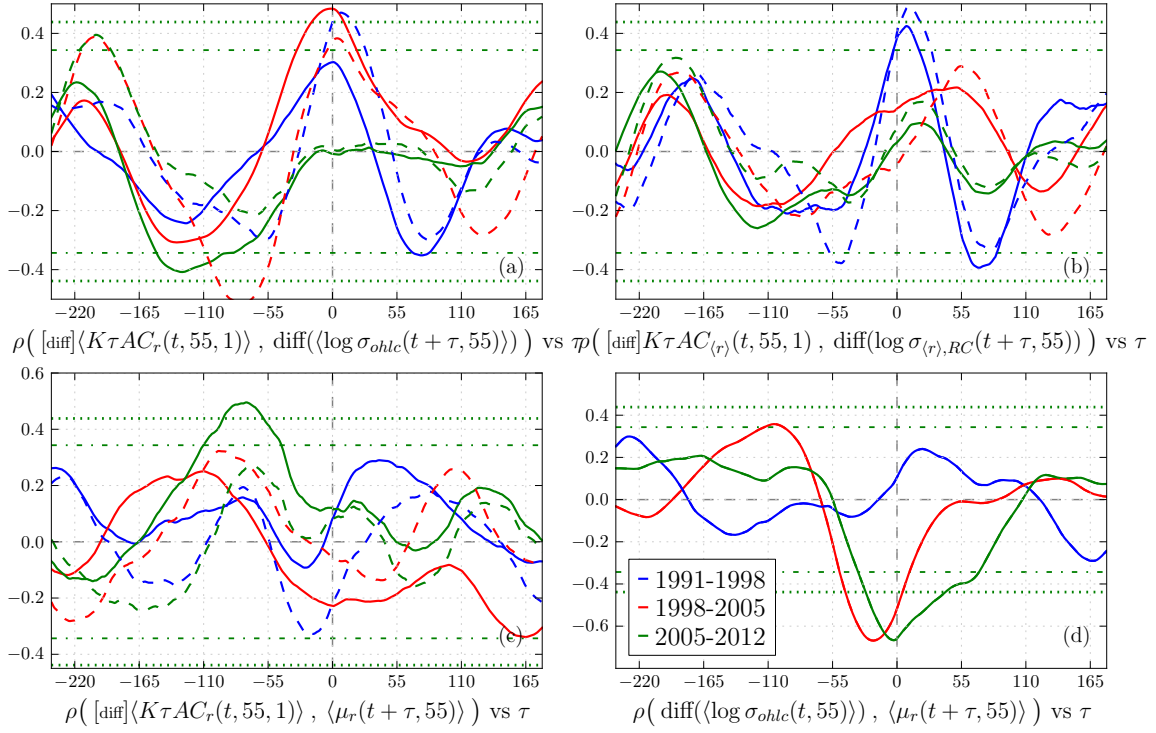 0.4
0.2
0.0
−0.2
−0.4
−220 −165 −110 −55 0 55 110 165
(a)
ρ( [diff]⟨KτAC_r(t, 55, 1)⟩ , diff(⟨log σ_ohlc(t + τ, 55)⟩) ) vs τ
0.4
0.2
0.0
−0.2
−0.4
−220 −165 −110 −55 0 55 110 165
(b)
ρ( [diff]KτAC_⟨r⟩(t, 55, 1) , diff(log σ_⟨r⟩,RC(t + τ, 55)) ) vs τ
0.6
0.4
0.2
0.0
−0.2
−0.4
−220 −165 −110 −55 0 55 110 165
(c)
ρ( [diff]⟨KτAC_r(t, 55, 1)⟩ , ⟨μ_r(t + τ, 55)⟩ ) vs τ
0.4
0.2
0.0
−0.2
−0.4
−0.6
1991-1998
1998-2005
2005-2012
(d)
−220 −165 −110 −55 0 55 110 165
ρ( diff(⟨log σ_ohlc(t, 55)⟩) , ⟨μ_r(t + τ, 55)⟩ ) vs τ